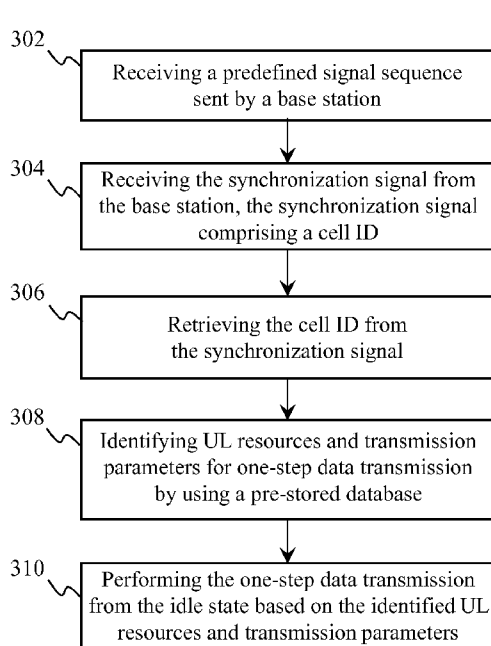 302
Receiving a predefined signal sequence
sent by a base station
304
Receiving the synchronization signal from
the base station, the synchronization signal
comprising a cell ID
306
Retrieving the cell ID from
the synchronization signal
308
Identifying UL resources and transmission
parameters for one-step data transmission
by using a pre-stored database
310
Performing the one-step data transmission
from the idle state based on the identified UL
resources and transmission parameters